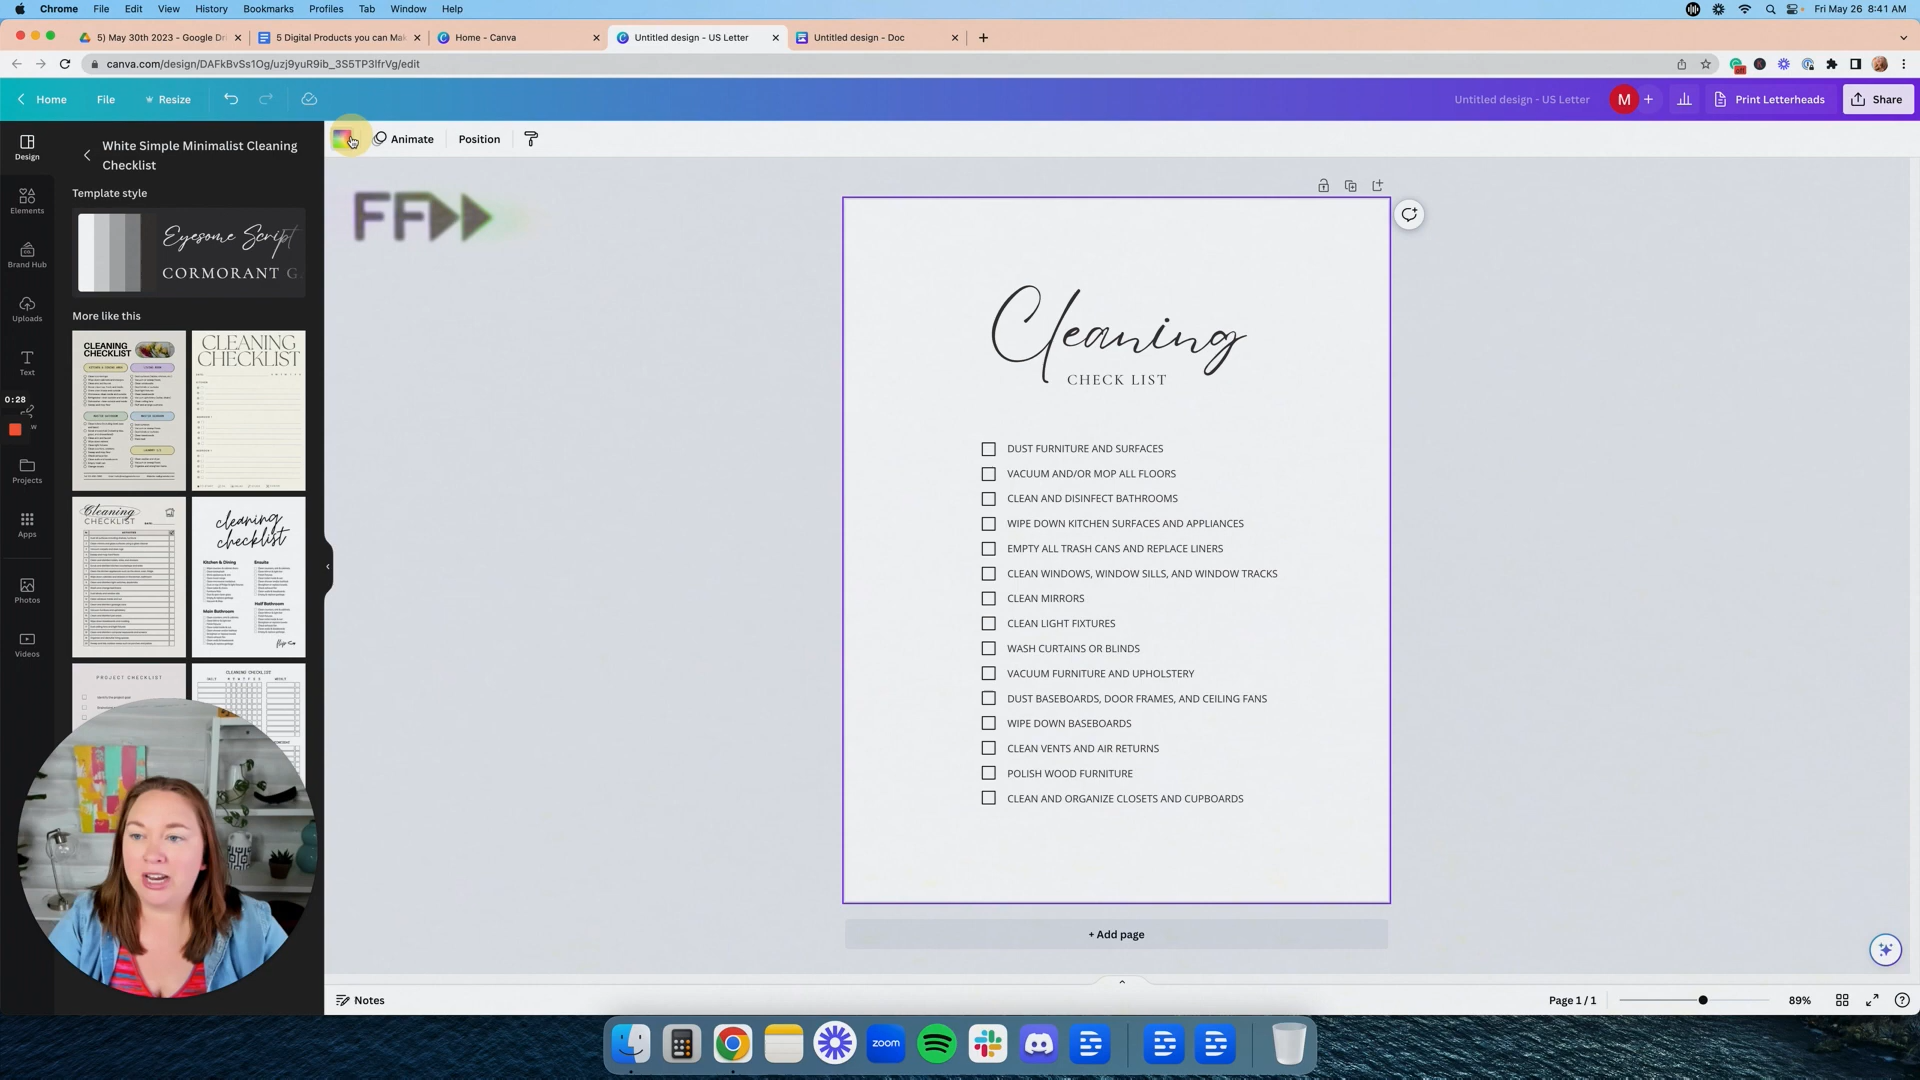 Chrome File Edit View History Bookmarks Profiles Tab Window Help
Fri May 26 8:41 AM
5) May 30th 2023 - Google Dr
5 Digital Products you can Mak
Home - Canva
Untitled design - US Letter
Untitled design - Doc
canva.com/design/DAFkBvSs1Og/uzj9yuR9ib_3S5TP3IfrVg/edit
Home File Resize
Untitled design - US Letter
M
Print Letterheads
Share
Animate
Position
Design
Elements
Brand Hub
Uploads
Text
0:28
Projects
Apps
Photos
Videos
White Simple Minimalist Cleaning
Checklist
Template style
Eyesome Script
CORMORANT G
More like this
CLEANING
CHECKLIST
CLEANING
CHECKLIST
Cleaning
CHECKLIST
cleaning
checklist
Kitchen & Dining
Ensuite
Main Bathroom
Half Bathroom
PROJECT CHECKLIST
CLEANING CHECKLIST
FF
Cleaning
CHECK LIST
DUST FURNITURE AND SURFACES
VACUUM AND/OR MOP ALL FLOORS
CLEAN AND DISINFECT BATHROOMS
WIPE DOWN KITCHEN SURFACES AND APPLIANCES
EMPTY ALL TRASH CANS AND REPLACE LINERS
CLEAN WINDOWS, WINDOW SILLS, AND WINDOW TRACKS
CLEAN MIRRORS
CLEAN LIGHT FIXTURES
WASH CURTAINS OR BLINDS
VACUUM FURNITURE AND UPHOLSTERY
DUST BASEBOARDS, DOOR FRAMES, AND CEILING FANS
WIPE DOWN BASEBOARDS
CLEAN VENTS AND AIR RETURNS
POLISH WOOD FURNITURE
CLEAN AND ORGANIZE CLOSETS AND CUPBOARDS
+ Add page
Notes
Page 1 / 1
89%
zoom